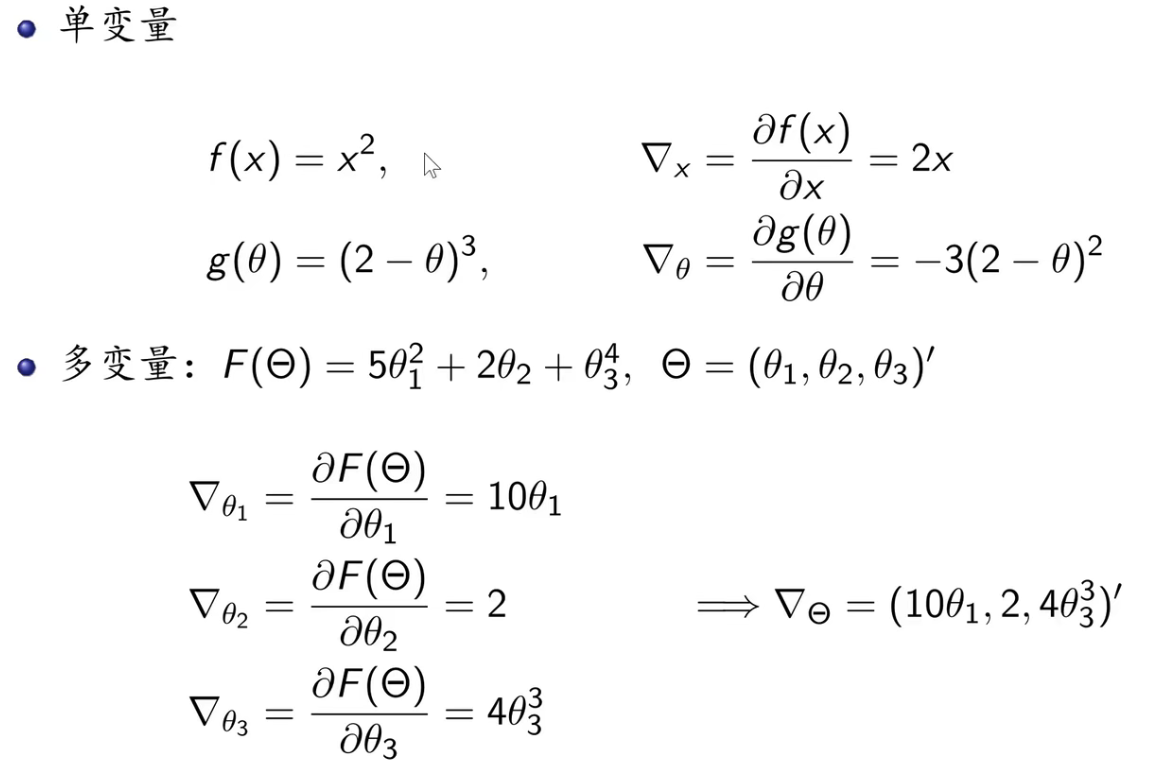 • 单变量
f(x) = x², ∇ₓ = ∂f(x)/∂x = 2x
g(θ) = (2 − θ)³, ∇_θ = ∂g(θ)/∂θ = −3(2 − θ)²
• 多变量：F(Θ) = 5θ₁² + 2θ₂ + θ₃⁴, Θ = (θ₁, θ₂, θ₃)′
∇_θ₁ = ∂F(Θ)/∂θ₁ = 10θ₁
∇_θ₂ = ∂F(Θ)/∂θ₂ = 2 ⟹ ∇_Θ = (10θ₁, 2, 4θ₃³)′
∇_θ₃ = ∂F(Θ)/∂θ₃ = 4θ₃³